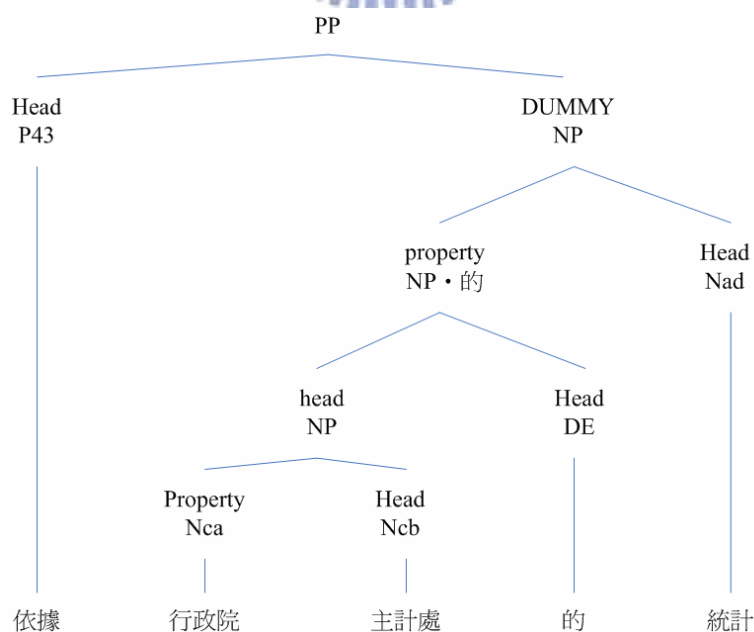 PP
Head DUMMY
P43 NP
property Head
NP·的 Nad
head Head
NP DE
Property Head
Nca Ncb
依據 行政院 主計處 的 統計